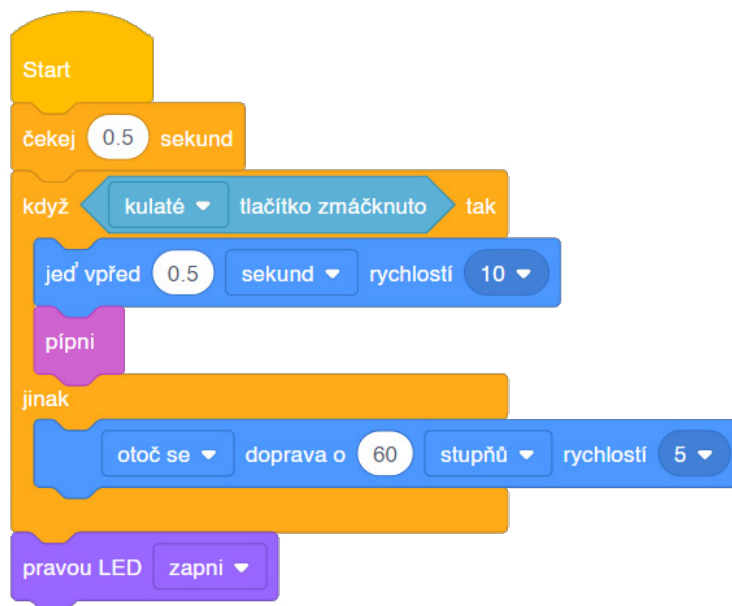 Start
čekej 0.5 sekund
když kulaté tlačítko zmáčknuto tak
jeď vpřed 0.5 sekund rychlostí 10
pípni
jinak
otoč se doprava o 60 stupňů rychlostí 5
pravou LED zapni